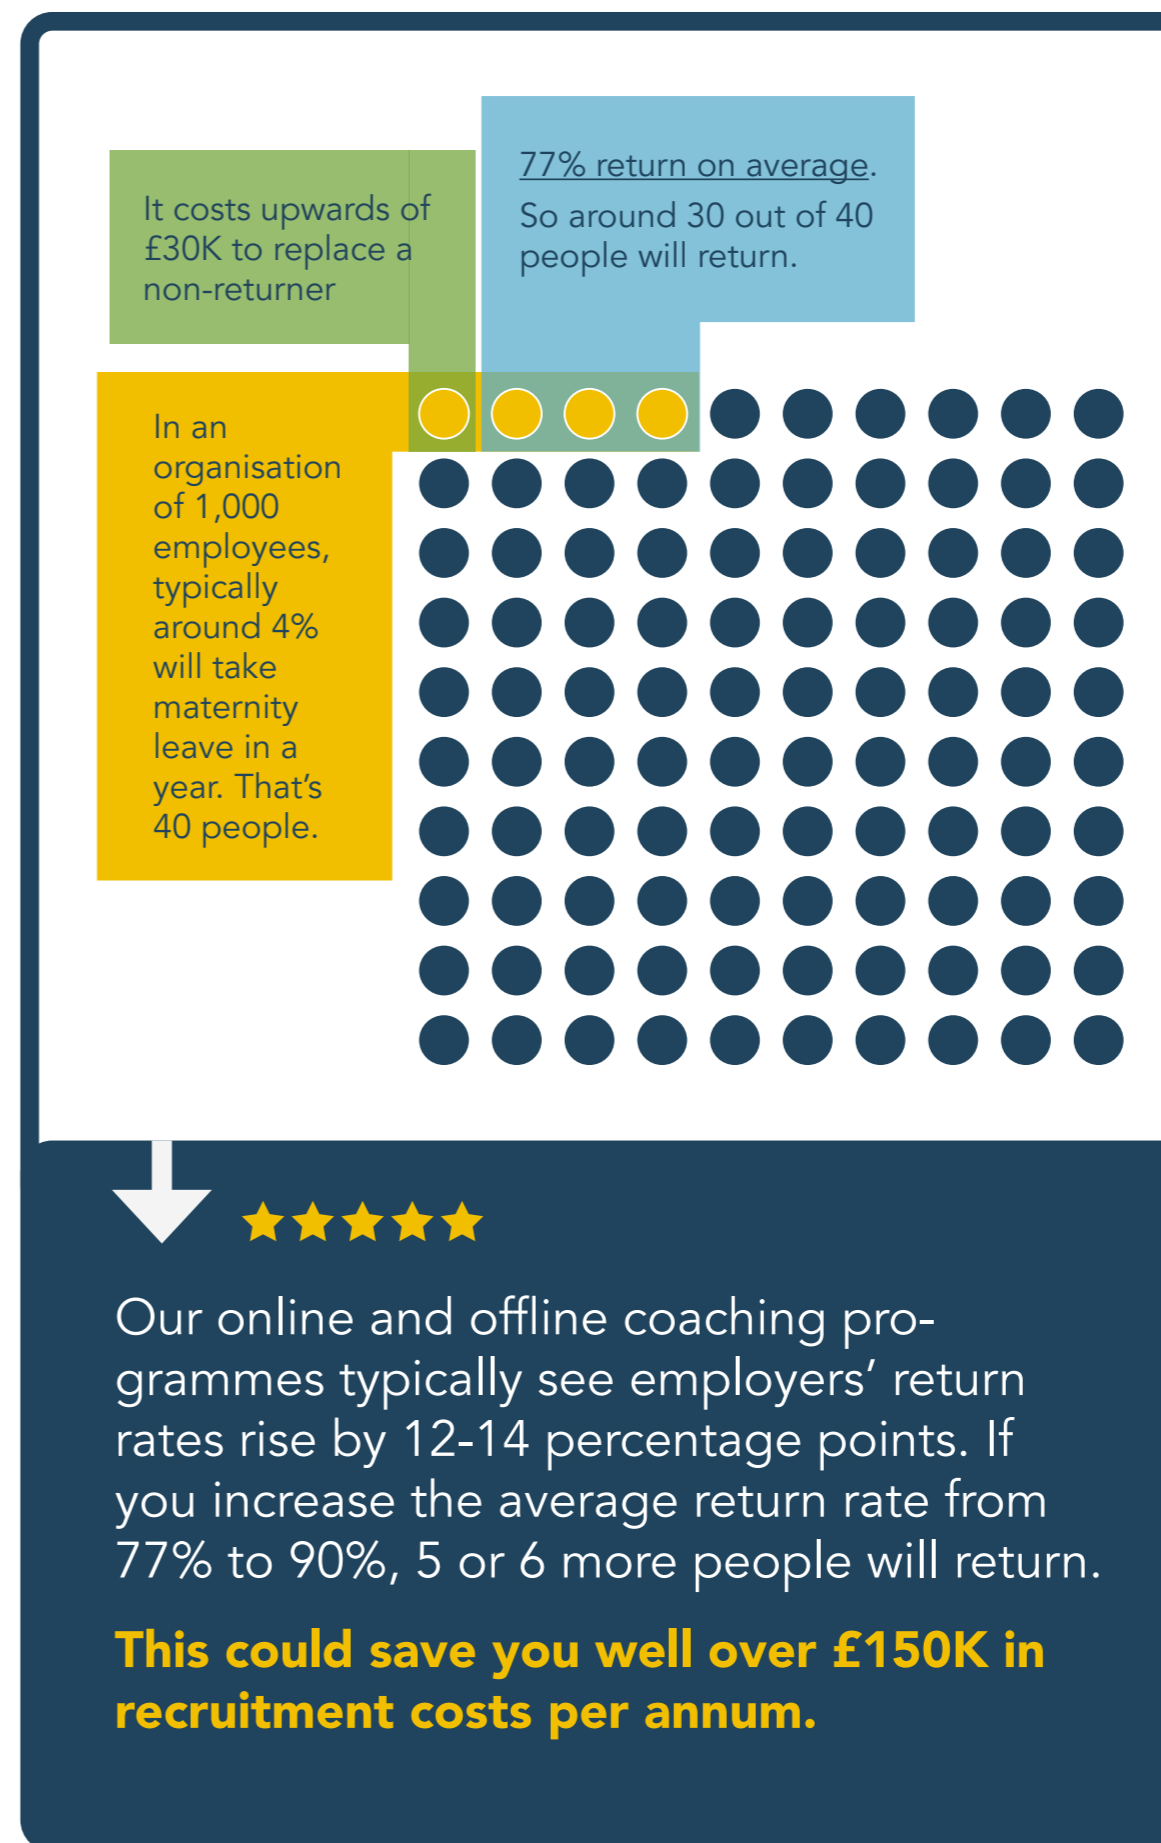 It costs upwards of
£30K to replace a
non-returner
77% return on average.
So around 30 out of 40
people will return.
In an
organisation
of 1,000
employees,
typically
around 4%
will take
maternity
leave in a
year. That’s
40 people.
Our online and offline coaching pro-
grammes typically see employers’ return
rates rise by 12-14 percentage points. If
you increase the average return rate from
77% to 90%, 5 or 6 more people will return.
This could save you well over £150K in
recruitment costs per annum.